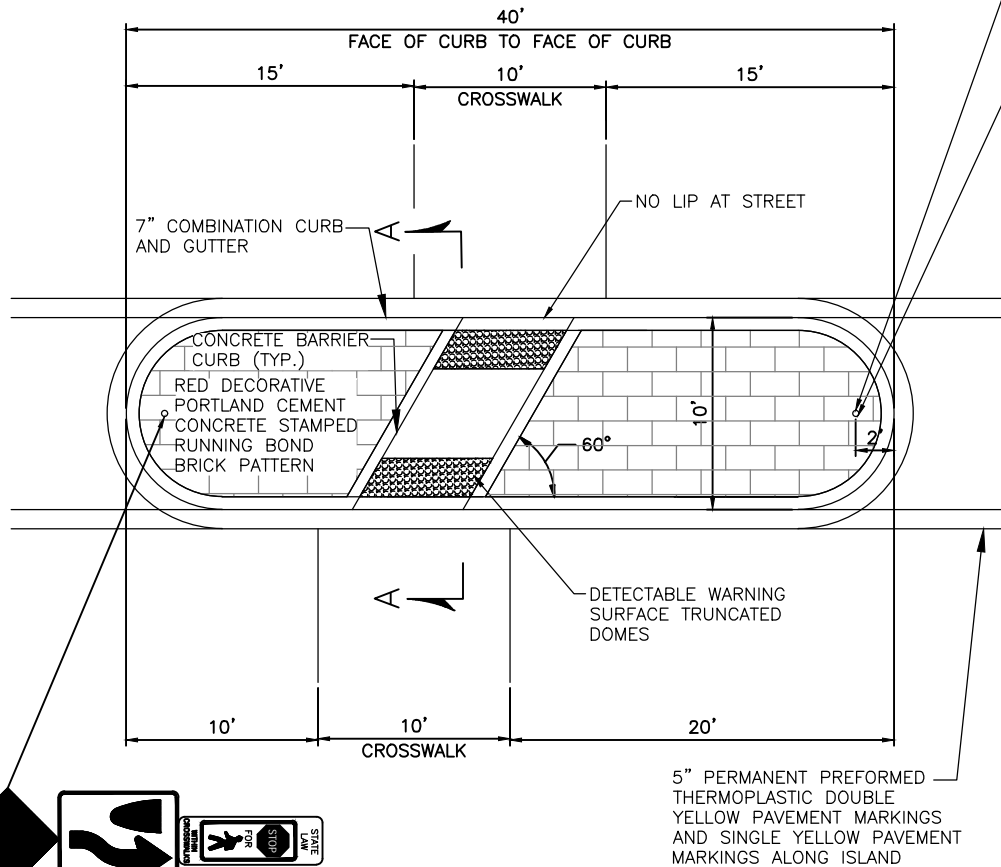 40'
FACE OF CURB TO FACE OF CURB
15'
10'
15'
CROSSWALK
NO LIP AT STREET
7" COMBINATION CURB
AND GUTTER
A
CONCRETE BARRIER
CURB (TYP.)
RED DECORATIVE
PORTLAND CEMENT
CONCRETE STAMPED
RUNNING BOND
BRICK PATTERN
10'
60°
2'
A
DETECTABLE WARNING
SURFACE TRUNCATED
DOMES
10'
10'
20'
CROSSWALK
5" PERMANENT PREFORMED
THERMOPLASTIC DOUBLE
YELLOW PAVEMENT MARKINGS
AND SINGLE YELLOW PAVEMENT
MARKINGS ALONG ISLAND
STATE
LAW
STOP
FOR
WITHIN
CROSSWALKS